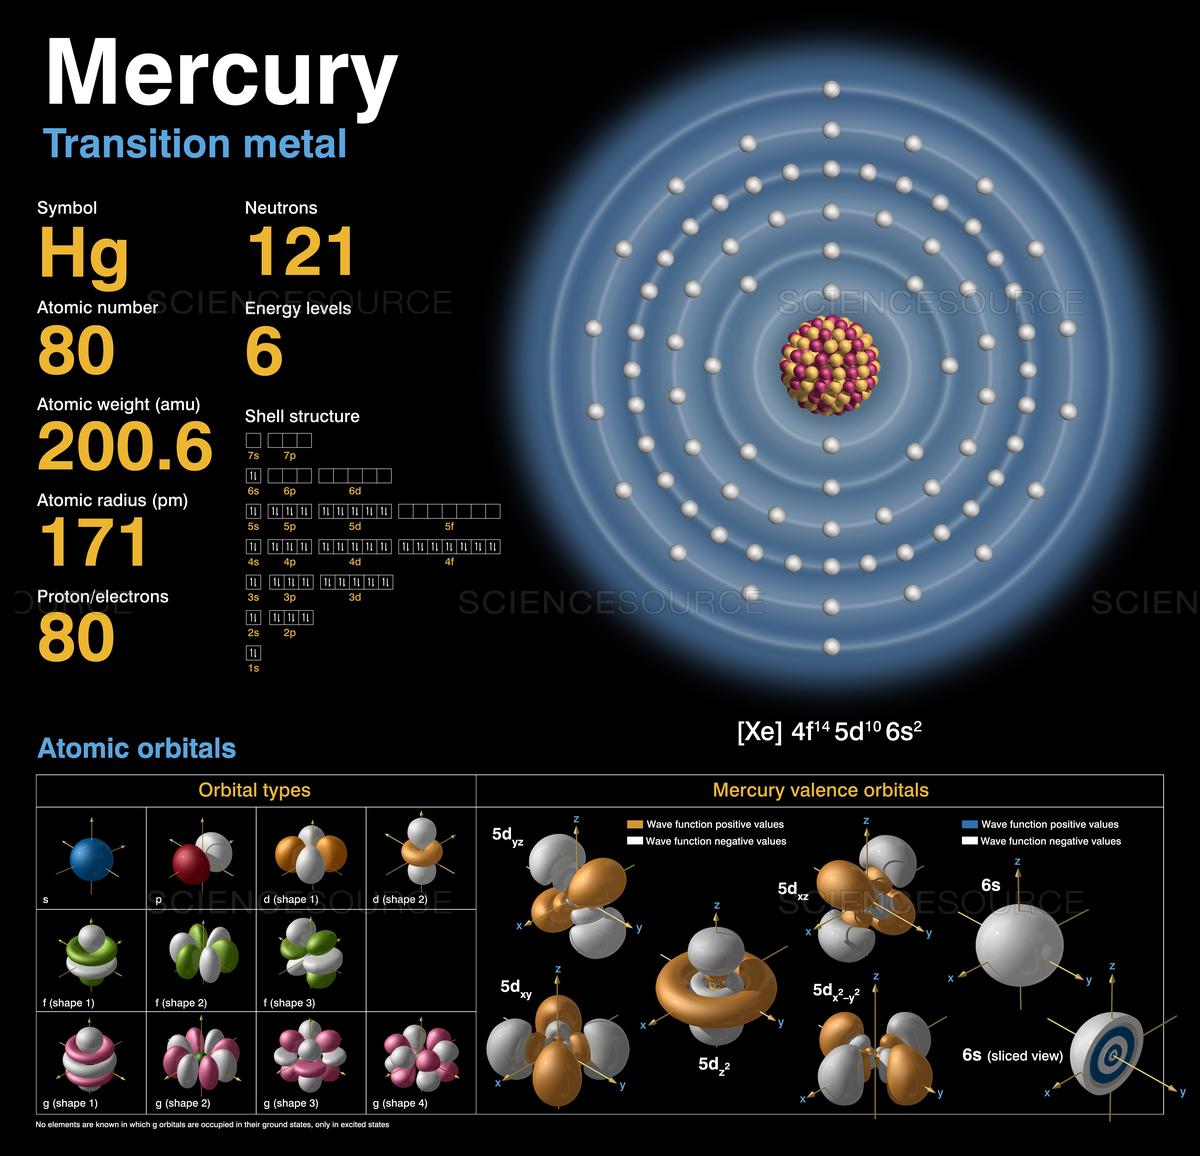 Mercury
Transition metal
Symbol
Hg
Neutrons
121
Atomic number
80
Energy levels
6
Atomic weight (amu)
200.6
Atomic radius (pm)
171
Proton/electrons
80
Shell structure
7s 7p
6s 6p 6d
5s 5p 5d 5f
4s 4p 4d 4f
3s 3p 3d
2s 2p
1s
SCIENCESOURCE
SCIENCESOURCE
OURCE
SCIENCESOURCE
SCIEN
[Xe] 4f¹⁴ 5d¹⁰ 6s²
Atomic orbitals
Orbital types
s
p
d (shape 1)
d (shape 2)
f (shape 1)
f (shape 2)
f (shape 3)
g (shape 1)
g (shape 2)
g (shape 3)
g (shape 4)
Mercury valence orbitals
Wave function positive values
Wave function negative values
Wave function positive values
Wave function negative values
5dyz
z
x
y
5dxz
z
x
y
6s
z
x
y
5dxy
z
x
y
5dz²
z
x
y
5dx²–y²
z
x
y
6s (sliced view)
z
x
y
SCIENCESOURCE
SCIENCESOURCE
No elements are known in which g orbitals are occupied in their ground states, only in excited states